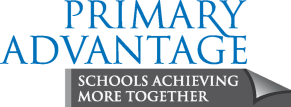 PRIMARY
ADVANTAGE
SCHOOLS ACHIEVING
MORE TOGETHER